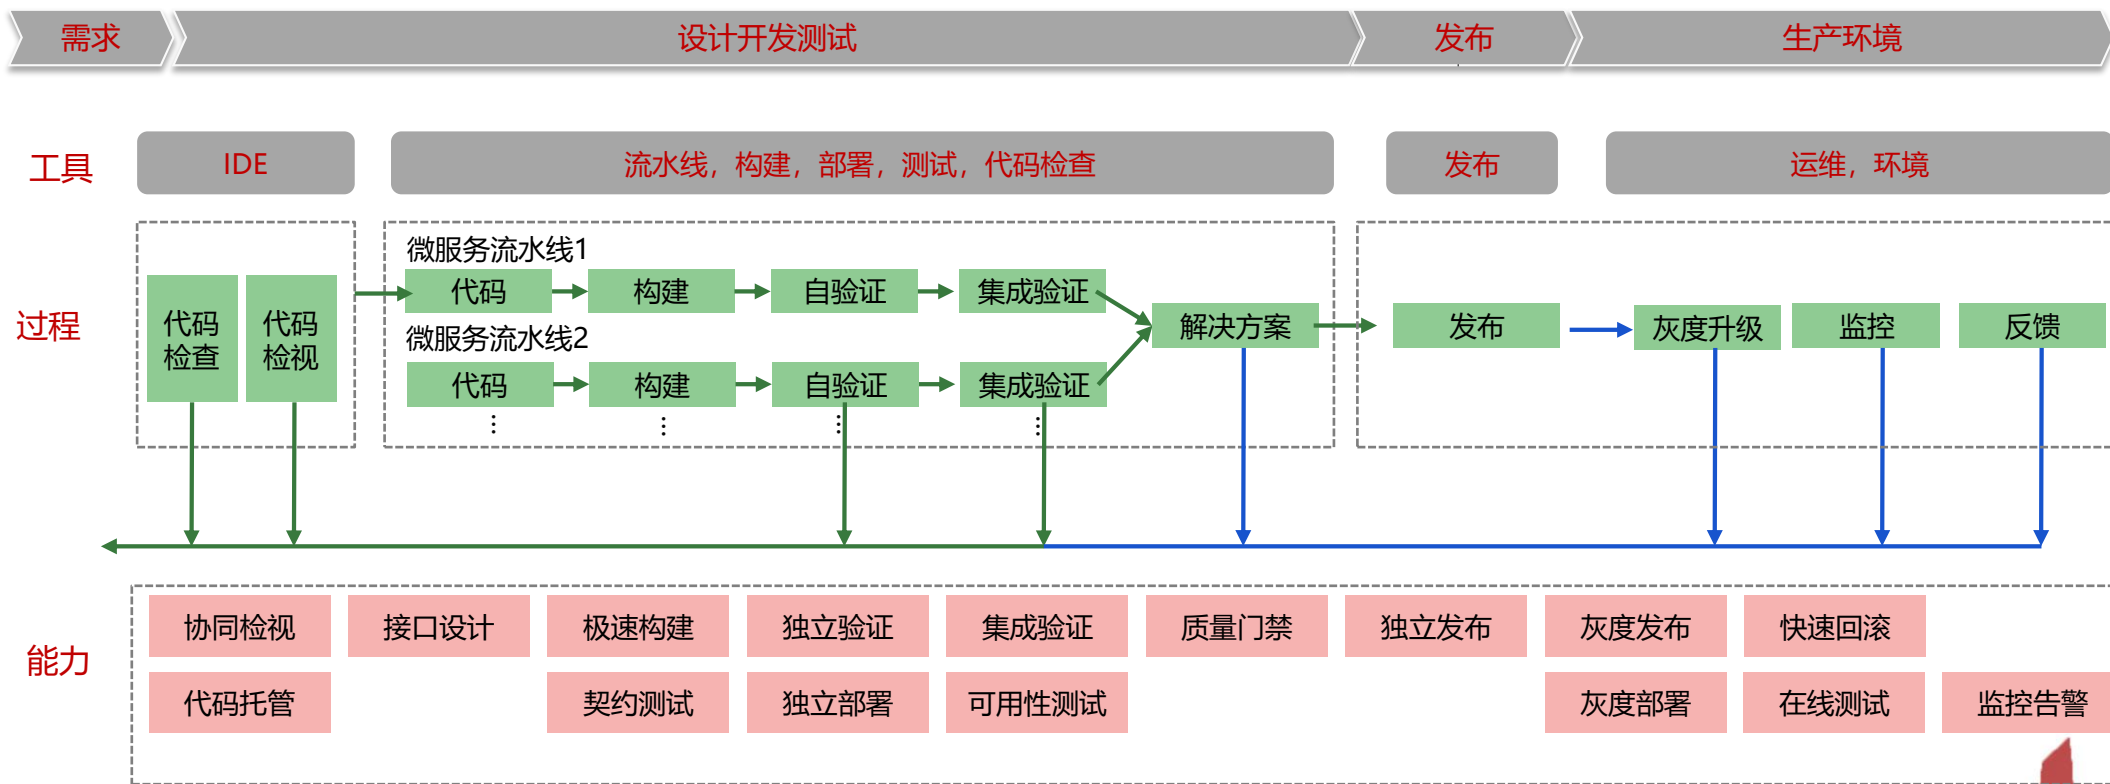 需求
设计开发测试
发布
生产环境
工具
IDE
流水线，构建，部署，测试，代码检查
发布
运维，环境
过程
代码
检查
代码
检视
微服务流水线1
代码
构建
自验证
集成验证
微服务流水线2
代码
构建
自验证
集成验证
...
...
...
...
解决方案
发布
灰度升级
监控
反馈
能力
协同检视
接口设计
极速构建
独立验证
集成验证
质量门禁
独立发布
灰度发布
快速回滚
代码托管
契约测试
独立部署
可用性测试
灰度部署
在线测试
监控告警